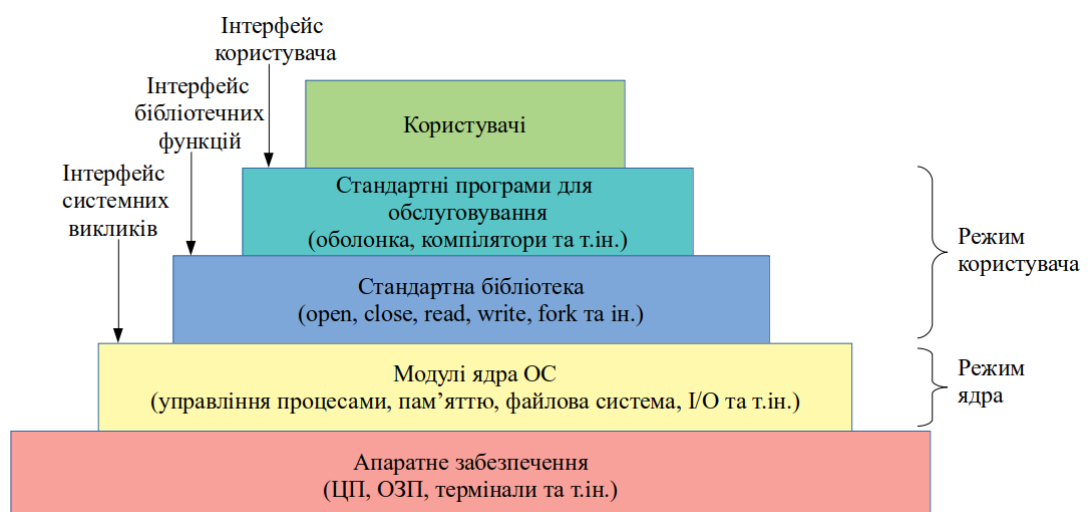 Інтерфейс
користувача
Інтерфейс
бібліотечних
функцій
Інтерфейс
системних
викликів
Користувачі
Стандартні програми для
обслуговування
(оболонка, компілятори та т.ін.)
Стандартна бібліотека
(open, close, read, write, fork та ін.)
Модулі ядра ОС
(управління процесами, пам’яттю, файлова система, I/O та т.ін.)
Апаратне забезпечення
(ЦП, ОЗП, термінали та т.ін.)
Режим
користувача
Режим
ядра